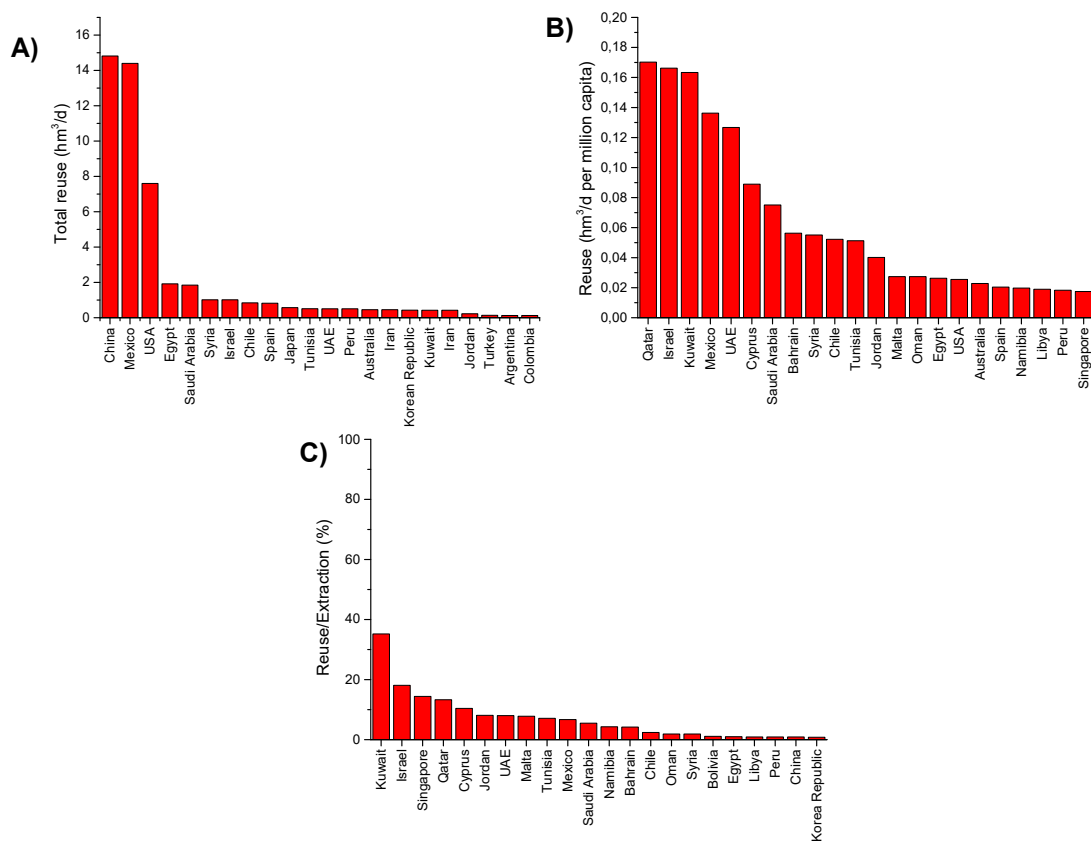 A)
Total reuse (hm³/d)
16
14
12
10
8
6
4
2
0
China
Mexico
USA
Egypt
Saudi Arabia
Syria
Israel
Chile
Spain
Japan
Tunisia
UAE
Peru
Australia
Iran
Korean Republic
Kuwait
Iran
Jordan
Turkey
Argentina
Colombia
B)
Reuse (hm³/d per million capita)
0,20
0,18
0,16
0,14
0,12
0,10
0,08
0,06
0,04
0,02
0,00
Qatar
Israel
Kuwait
Mexico
UAE
Cyprus
Saudi Arabia
Bahrain
Syria
Chile
Tunisia
Jordan
Malta
Oman
Egypt
USA
Australia
Spain
Namibia
Libya
Peru
Singapore
C)
Reuse/Extraction (%)
100
80
60
40
20
0
Kuwait
Israel
Singapore
Qatar
Cyprus
Jordan
UAE
Malta
Tunisia
Mexico
Saudi Arabia
Namibia
Bahrain
Chile
Oman
Syria
Bolivia
Egypt
Libya
Peru
China
Korea Republic